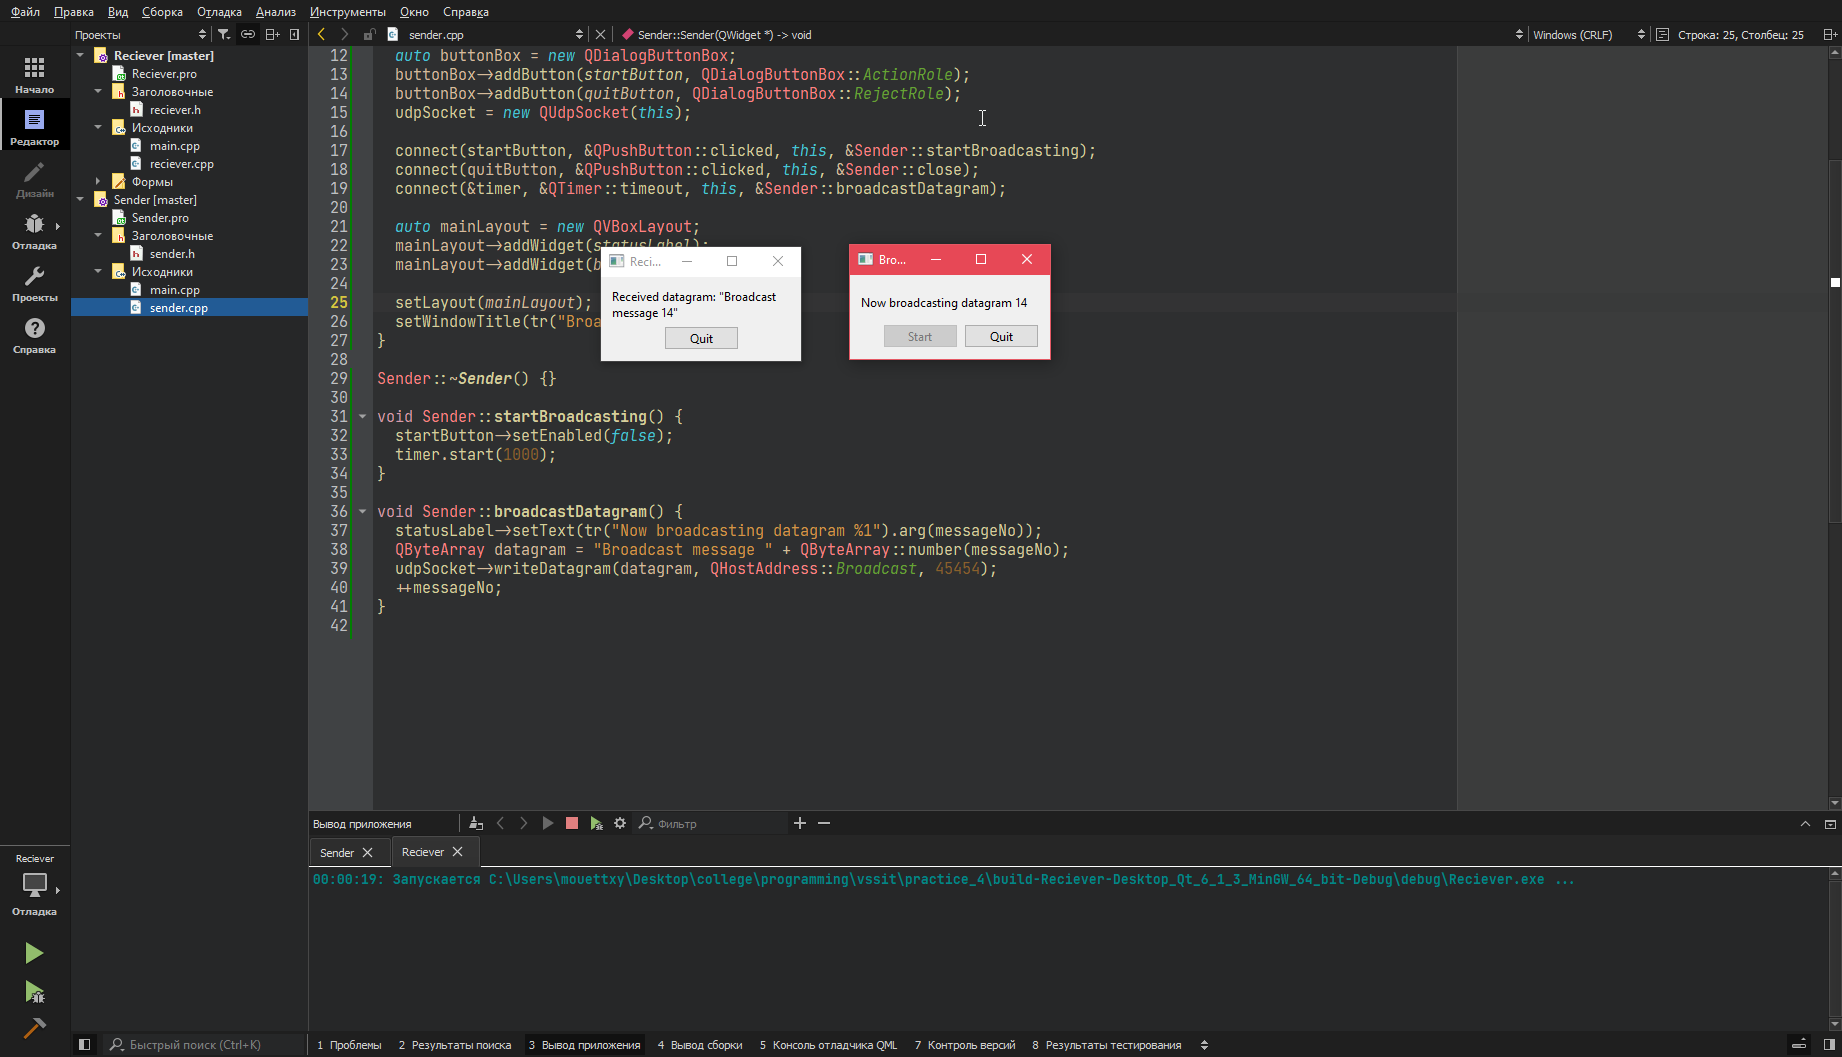 Файл Правка Вид Сборка Отладка Анализ Инструменты Окно Справка
Проекты
sender.cpp
Sender::Sender(QWidget *) -> void
Windows (CRLF)
Строка: 25, Столбец: 25
Начало
Редактор
Дизайн
Отладка
Проекты
Справка
Reciever [master]
Reciever.pro
Заголовочные
reciever.h
Исходники
main.cpp
reciever.cpp
Формы
Sender [master]
Sender.pro
Заголовочные
sender.h
Исходники
main.cpp
sender.cpp
12 auto buttonBox = new QDialogButtonBox;
13 buttonBox->addButton(startButton, QDialogButtonBox::ActionRole);
14 buttonBox->addButton(quitButton, QDialogButtonBox::RejectRole);
15 udpSocket = new QUdpSocket(this);
16
17 connect(startButton, &QPushButton::clicked, this, &Sender::startBroadcasting);
18 connect(quitButton, &QPushButton::clicked, this, &Sender::close);
19 connect(&timer, &QTimer::timeout, this, &Sender::broadcastDatagram);
20
21 auto mainLayout = new QVBoxLayout;
22 mainLayout->addWidget(statusLabel);
23 mainLayout->addWidget(b
24
25 setLayout(mainLayout);
26 setWindowTitle(tr("Broa
27 }
28
29 Sender::~Sender() {}
30
31 void Sender::startBroadcasting() {
32 startButton->setEnabled(false);
33 timer.start(1000);
34 }
35
36 void Sender::broadcastDatagram() {
37 statusLabel->setText(tr("Now broadcasting datagram %1").arg(messageNo));
38 QByteArray datagram = "Broadcast message " + QByteArray::number(messageNo);
39 udpSocket->writeDatagram(datagram, QHostAddress::Broadcast, 45454);
40 ++messageNo;
41 }
42
Reci...
Received datagram: "Broadcast
message 14"
Quit
Bro...
Now broadcasting datagram 14
Start Quit
Вывод приложения
Фильтр
Sender Reciever
00:00:19: Запускается C:\Users\mouettxy\Desktop\college\programming\vssit\practice_4\build-Reciever-Desktop_Qt_6_1_3_MinGW_64_bit-Debug\debug\Reciever.exe ...
Reciever
Отладка
Быстрый поиск (Ctrl+K)
1 Проблемы 2 Результаты поиска 3 Вывод приложения 4 Вывод сборки 5 Консоль отладчика QML 7 Контроль версий 8 Результаты тестирования